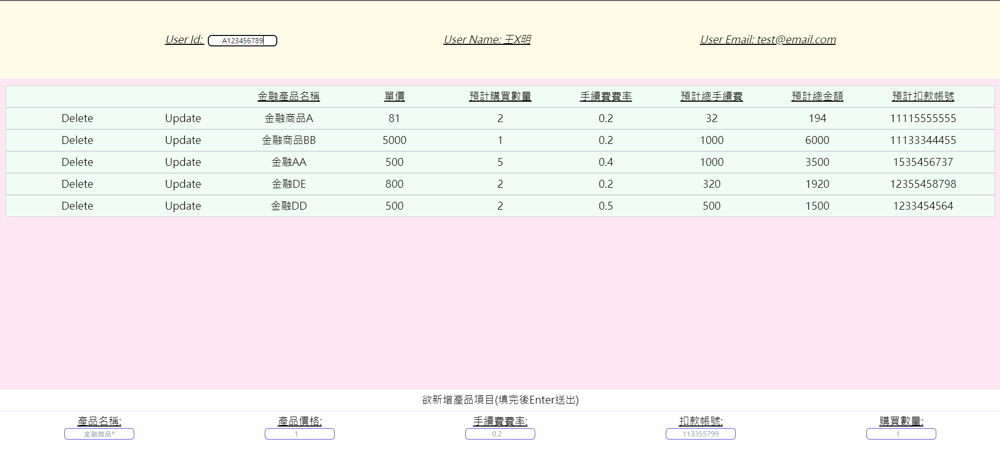 User Id: A123456789 User Name: 王X明 User Email: test@email.com
金融產品名稱 單價 預計購買數量 手續費費率 預計總手續費 預計總金額 預計扣款帳號
Delete Update 金融商品A 81 2 0.2 32 194 11115555555
Delete Update 金融商品BB 5000 1 0.2 1000 6000 11133344455
Delete Update 金融AA 500 5 0.4 1000 3500 1535456737
Delete Update 金融DE 800 2 0.2 320 1920 12355458798
Delete Update 金融DD 500 2 0.5 500 1500 1233454564
欲新增產品項目(填完後Enter送出)
產品名稱: 產品價格: 手續費費率: 扣款帳號: 購買數量:
金融商品* 1 0.2 113355799 1